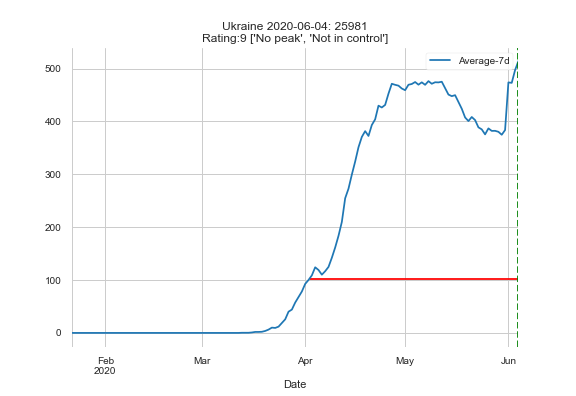 Ukraine 2020-06-04: 25981
Rating:9 ['No peak', 'Not in control']
Average-7d
500
400
300
200
100
0
Feb
2020
Mar
Apr
May
Jun
Date